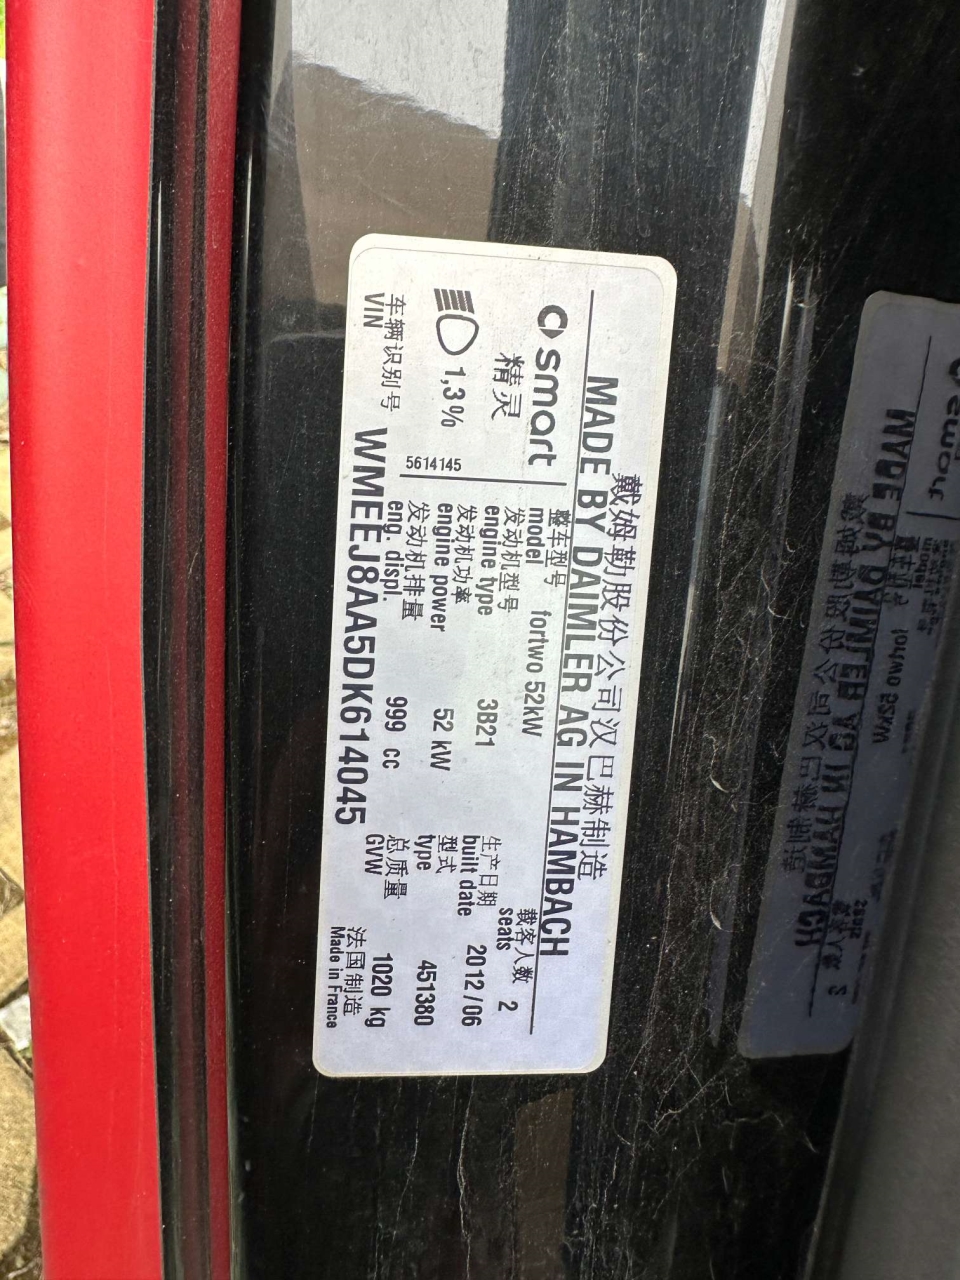 戴姆勒股份公司汉巴赫制造
MADE BY DAIMLER AG IN HAMBACH
smart
精灵
1,3%
5614145
整车型号
model fortwo 52kW
载客人数
seats 2
发动机型号
engine type 3B21
生产日期
built date 2012/06
发动机功率
engine power 52 kW
型式
type 451380
发动机排量
eng. displ. 999 cc
总质量
GVW 1020 kg
车辆识别号
VIN WMEEJ8AA5DK614045
法国制造
Made in France